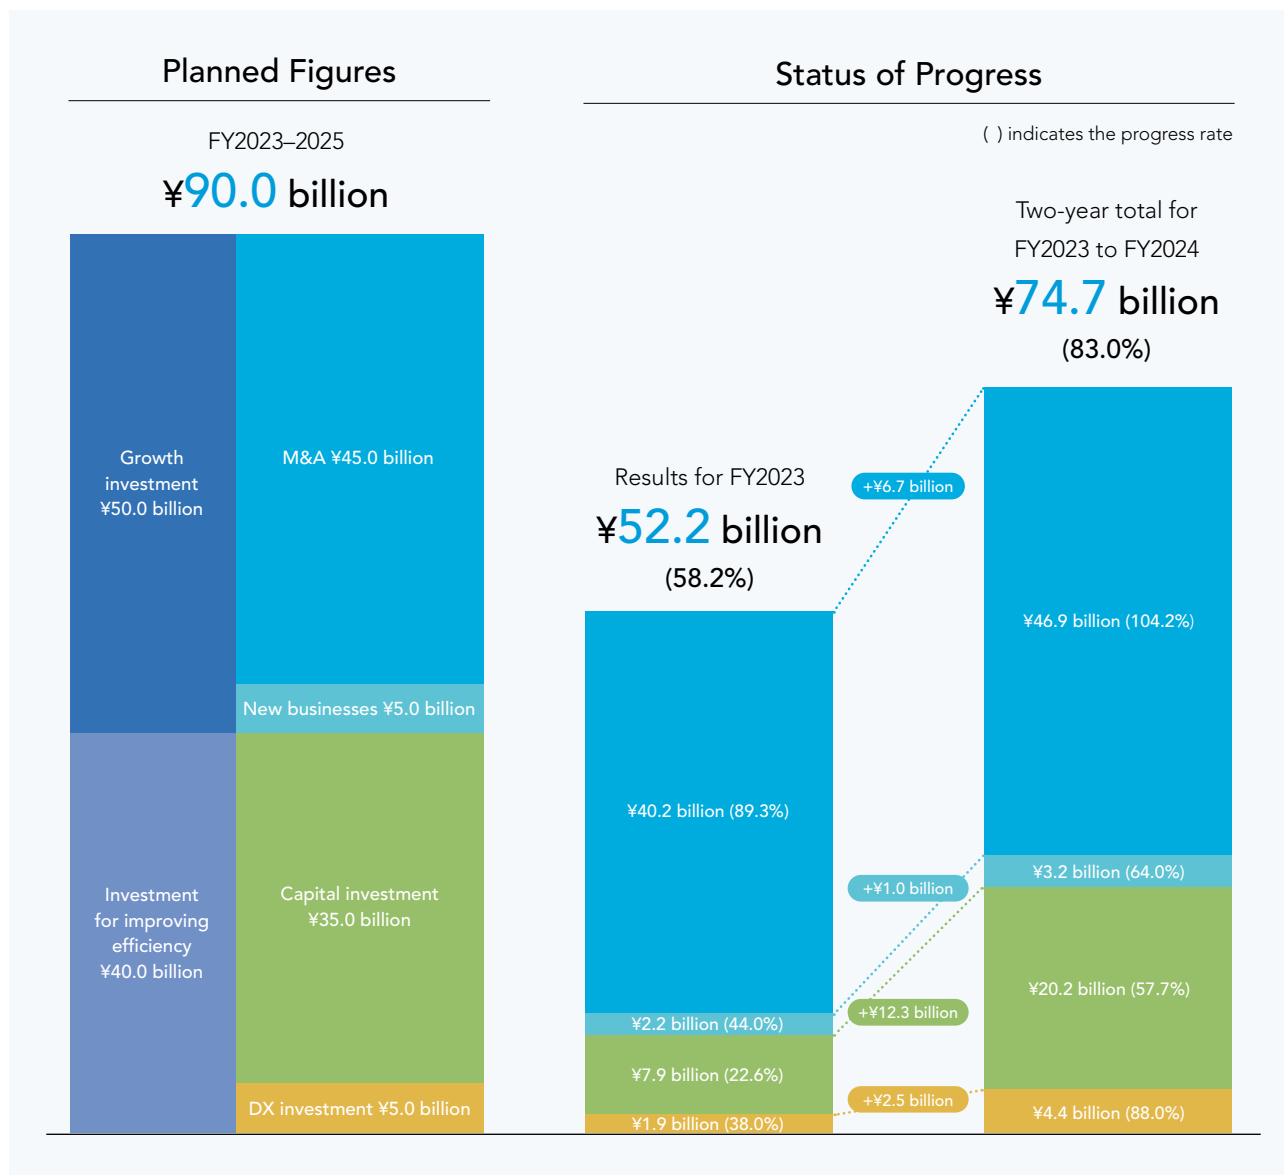 Planned Figures
FY2023–2025
¥90.0 billion
Growth
investment
¥50.0 billion
M&A ¥45.0 billion
New businesses ¥5.0 billion
Investment
for improving
efficiency
¥40.0 billion
Capital investment
¥35.0 billion
DX investment ¥5.0 billion
Status of Progress
( ) indicates the progress rate
Results for FY2023
¥52.2 billion
(58.2%)
¥40.2 billion (89.3%)
¥2.2 billion (44.0%)
¥7.9 billion (22.6%)
¥1.9 billion (38.0%)
+¥6.7 billion
+¥1.0 billion
+¥12.3 billion
+¥2.5 billion
Two-year total for
FY2023 to FY2024
¥74.7 billion
(83.0%)
¥46.9 billion (104.2%)
¥3.2 billion (64.0%)
¥20.2 billion (57.7%)
¥4.4 billion (88.0%)